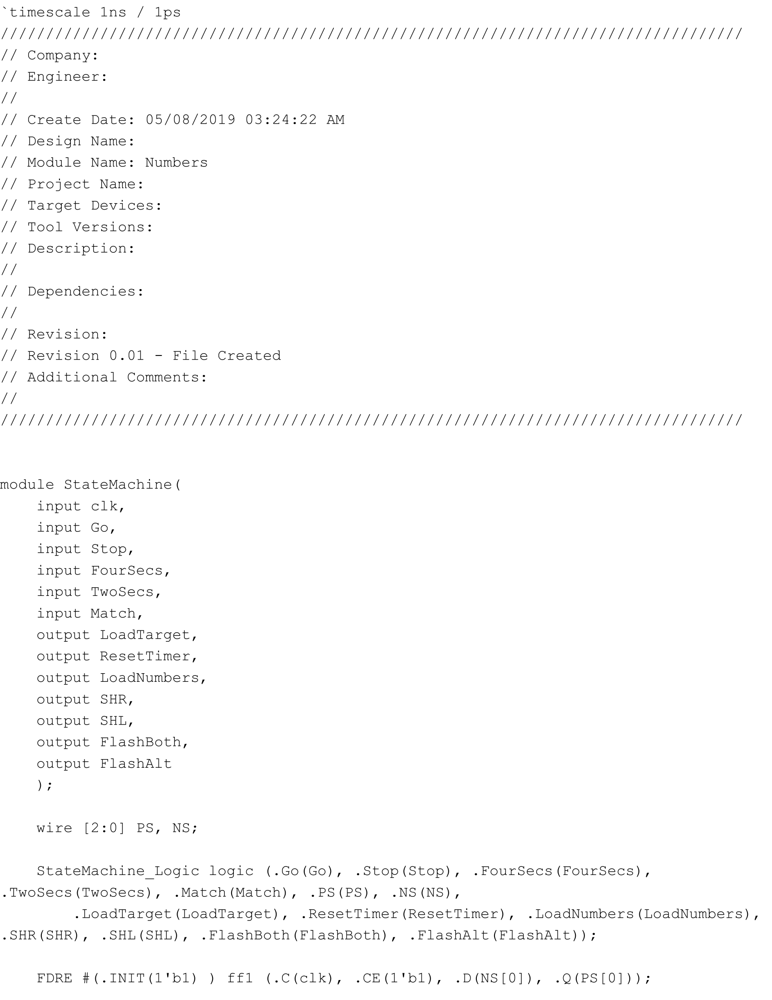 `timescale 1ns / 1ps
//////////////////////////////////////////////////////////////////////////////////
// Company:
// Engineer:
//
// Create Date: 05/08/2019 03:24:22 AM
// Design Name:
// Module Name: Numbers
// Project Name:
// Target Devices:
// Tool Versions:
// Description:
//
// Dependencies:
//
// Revision:
// Revision 0.01 - File Created
// Additional Comments:
//
//////////////////////////////////////////////////////////////////////////////////
module StateMachine(
    input clk,
    input Go,
    input Stop,
    input FourSecs,
    input TwoSecs,
    input Match,
    output LoadTarget,
    output ResetTimer,
    output LoadNumbers,
    output SHR,
    output SHL,
    output FlashBoth,
    output FlashAlt
    );
    wire [2:0] PS, NS;
    StateMachine_Logic logic (.Go(Go), .Stop(Stop), .FourSecs(FourSecs),
.TwoSecs(TwoSecs), .Match(Match), .PS(PS), .NS(NS),
        .LoadTarget(LoadTarget), .ResetTimer(ResetTimer), .LoadNumbers(LoadNumbers),
.SHR(SHR), .SHL(SHL), .FlashBoth(FlashBoth), .FlashAlt(FlashAlt));
    FDRE #(.INIT(1'b1) ) ff1 (.C(clk), .CE(1'b1), .D(NS[0]), .Q(PS[0]));